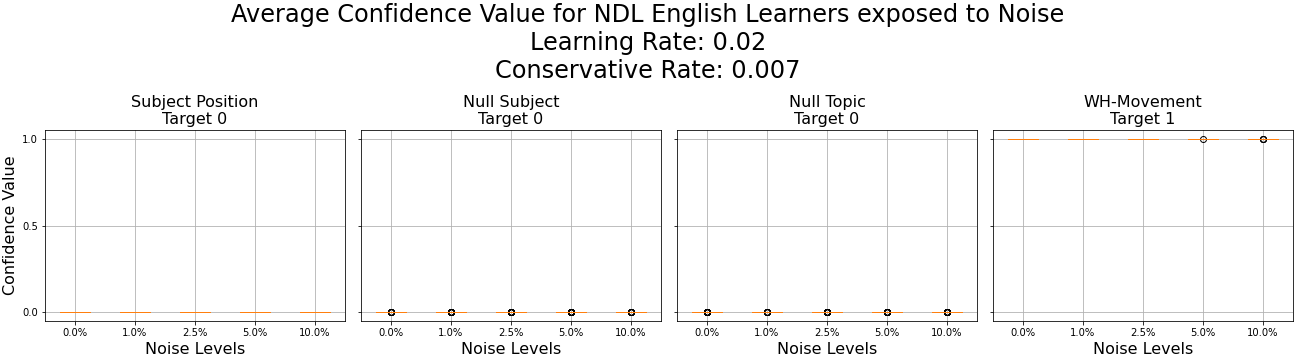 Average Confidence Value for NDL English Learners exposed to Noise
Learning Rate: 0.02
Conservative Rate: 0.007
Subject Position
Target 0
Confidence Value
1.0
0.5
0.0
0.0% 1.0% 2.5% 5.0% 10.0%
Noise Levels
Null Subject
Target 0
0.0% 1.0% 2.5% 5.0% 10.0%
Noise Levels
Null Topic
Target 0
0.0% 1.0% 2.5% 5.0% 10.0%
Noise Levels
WH-Movement
Target 1
0.0% 1.0% 2.5% 5.0% 10.0%
Noise Levels